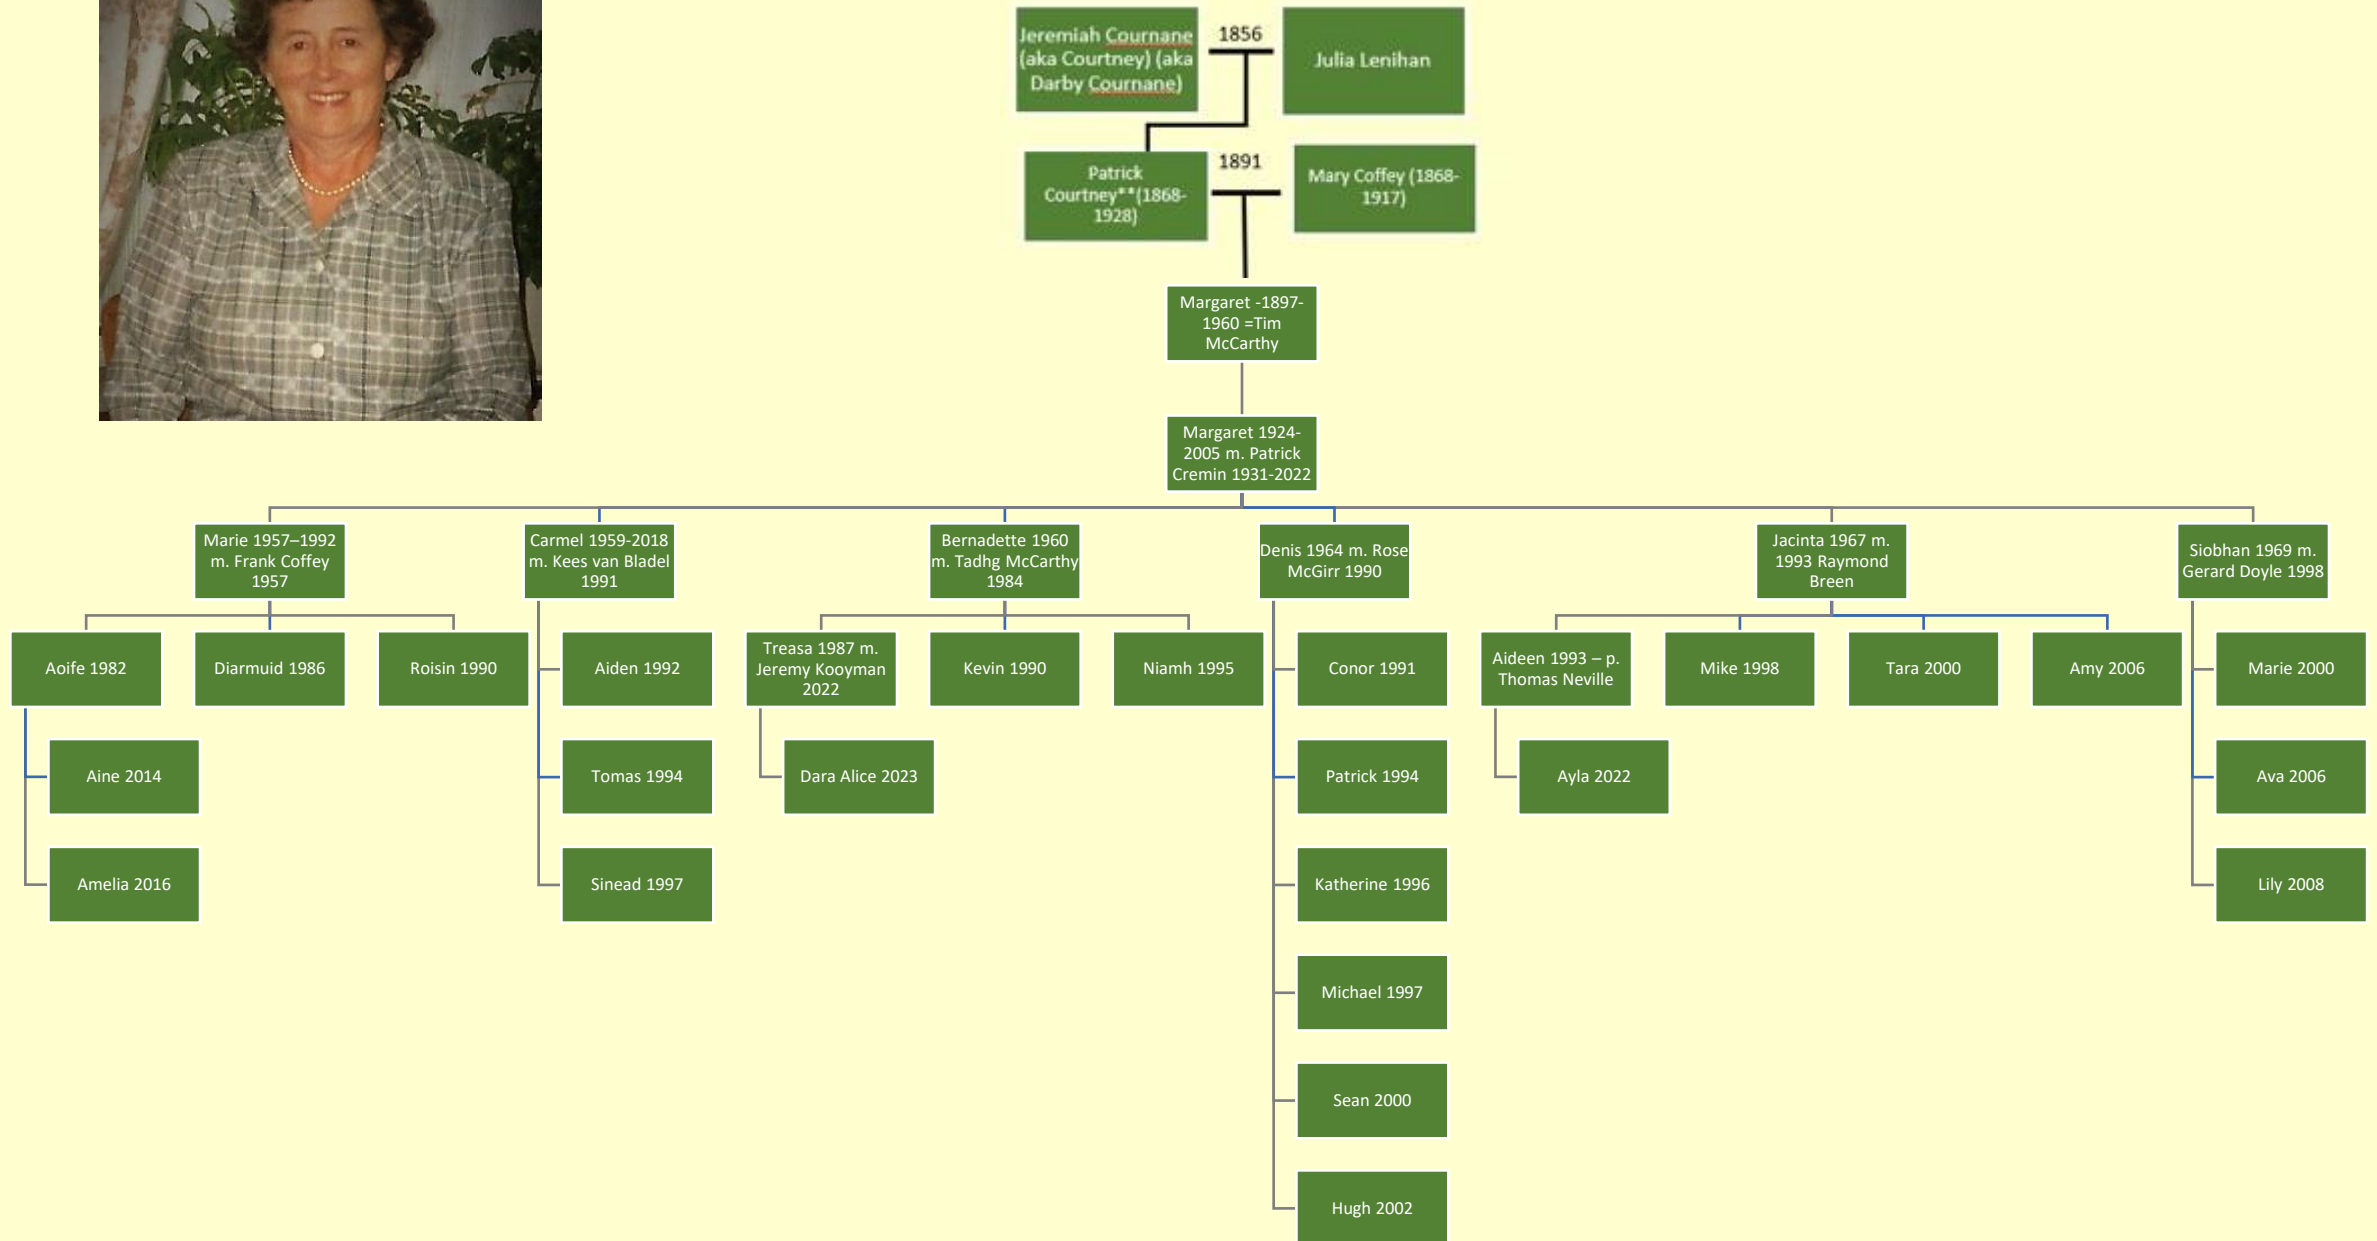 Jeremiah Cournane
(aka Courtney) (aka
Darby Cournane)
1856
Julia Lenihan
Patrick
Courtney**(1868-
1928)
1891
Mary Coffey (1868-
1917)
Margaret -1897-
1960 =Tim
McCarthy
Margaret 1924-
2005 m. Patrick
Cremin 1931-2022
Marie 1957–1992
m. Frank Coffey
1957
Carmel 1959-2018
m. Kees van Bladel
1991
Bernadette 1960
m. Tadhg McCarthy
1984
Denis 1964 m. Rose
McGirr 1990
Jacinta 1967 m.
1993 Raymond
Breen
Siobhan 1969 m.
Gerard Doyle 1998
Aoife 1982
Diarmuid 1986
Roisin 1990
Aiden 1992
Treasa 1987 m.
Jeremy Kooyman
2022
Kevin 1990
Niamh 1995
Conor 1991
Aideen 1993 – p.
Thomas Neville
Mike 1998
Tara 2000
Amy 2006
Marie 2000
Aine 2014
Tomas 1994
Dara Alice 2023
Patrick 1994
Ayla 2022
Ava 2006
Amelia 2016
Sinead 1997
Katherine 1996
Lily 2008
Michael 1997
Sean 2000
Hugh 2002